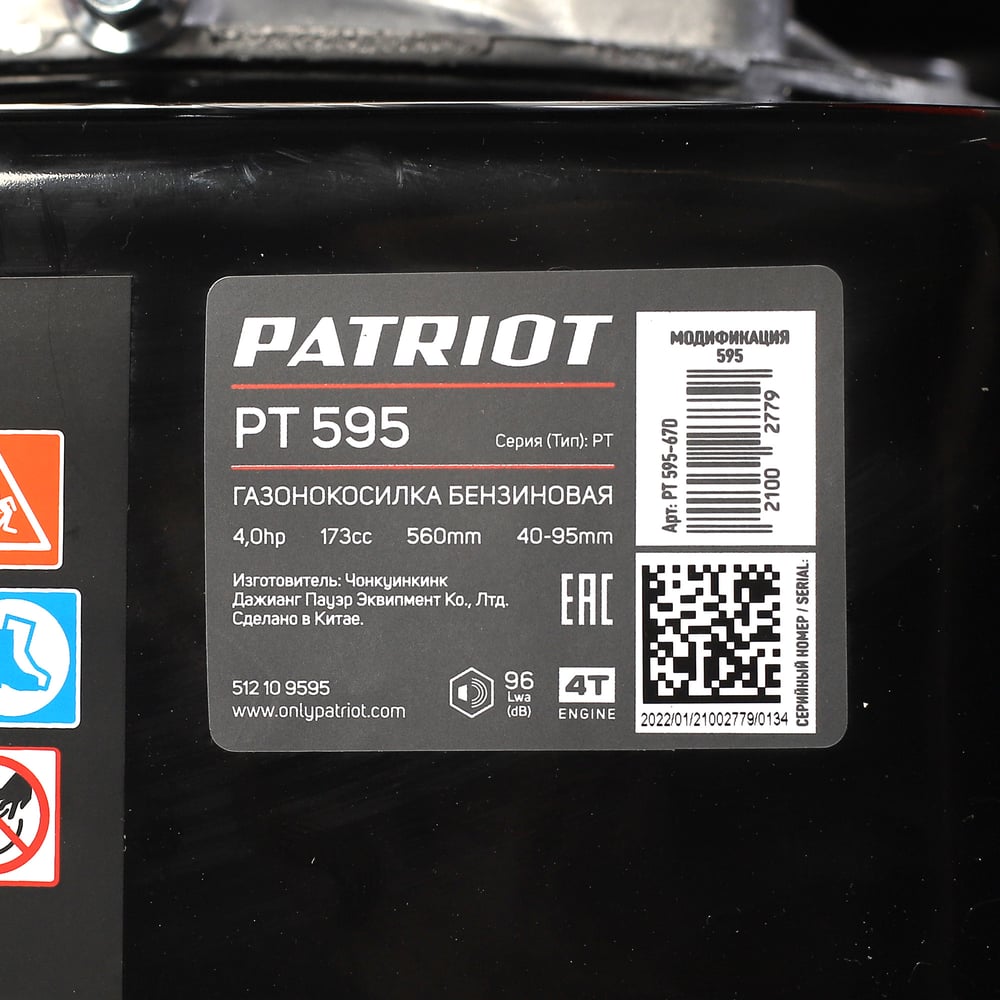 PATRIOT
PT 595
Серия (Тип): PT
ГАЗОНОКОСИЛКА БЕНЗИНОВАЯ
4,0hp 173cc 560mm 40-95mm
Изготовитель: Чонкуинкинк
Дажианг Пауэр Эквипмент Ко., Лтд.
Сделано в Китае.
EAC
512 10 9595
www.onlypatriot.com
96
Lwa
(dB)
4T
ENGINE
МОДИФИКАЦИЯ
595
Арт: PT 595-670
2100 2779
2022/01/21002779/0134
СЕРИЙНЫЙ НОМЕР / SERIAL: